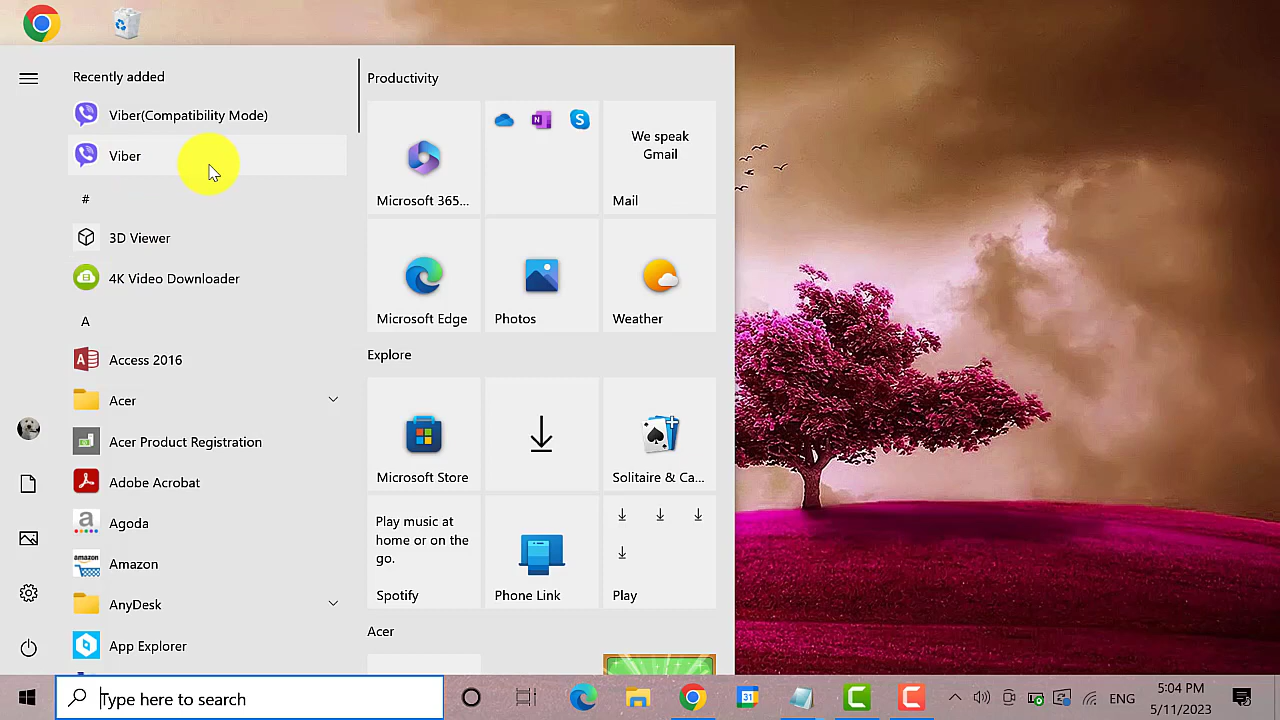 Recently added
Viber(Compatibility Mode)
Viber
#
3D Viewer
4K Video Downloader
A
Access 2016
Acer
Acer Product Registration
Adobe Acrobat
Agoda
Amazon
AnyDesk
App Explorer
Productivity
Microsoft 365...
We speak
Gmail
Mail
Microsoft Edge
Photos
Weather
Explore
Microsoft Store
Solitaire & Ca...
Play music at
home or on the
go.
Spotify
Phone Link
Play
Acer
Type here to search
31
ENG
5:04 PM
5/11/2023